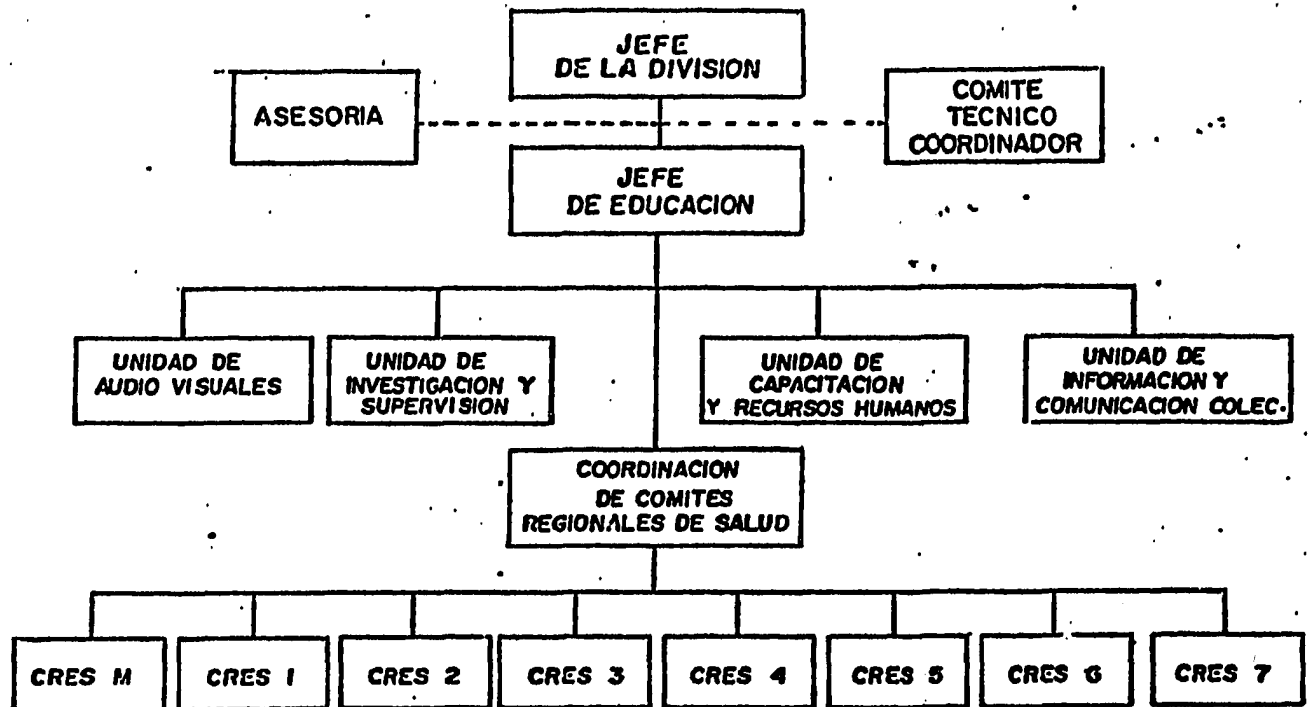 JEFE
DE LA DIVISION
ASESORIA
COMITE
TECNICO
COORDINADOR
JEFE
DE EDUCACION
UNIDAD DE
AUDIO VISUALES
UNIDAD DE
INVESTIGACION Y
SUPERVISION
UNIDAD DE
CAPACITACION
Y RECURSOS HUMANOS
UNIDAD DE
INFORMACION Y
COMUNICACION COLEC.
COORDINACION
DE COMITES
REGIONALES DE SALUD
CRES M
CRES 1
CRES 2
CRES 3
CRES 4
CRES 5
CRES 6
CRES 7